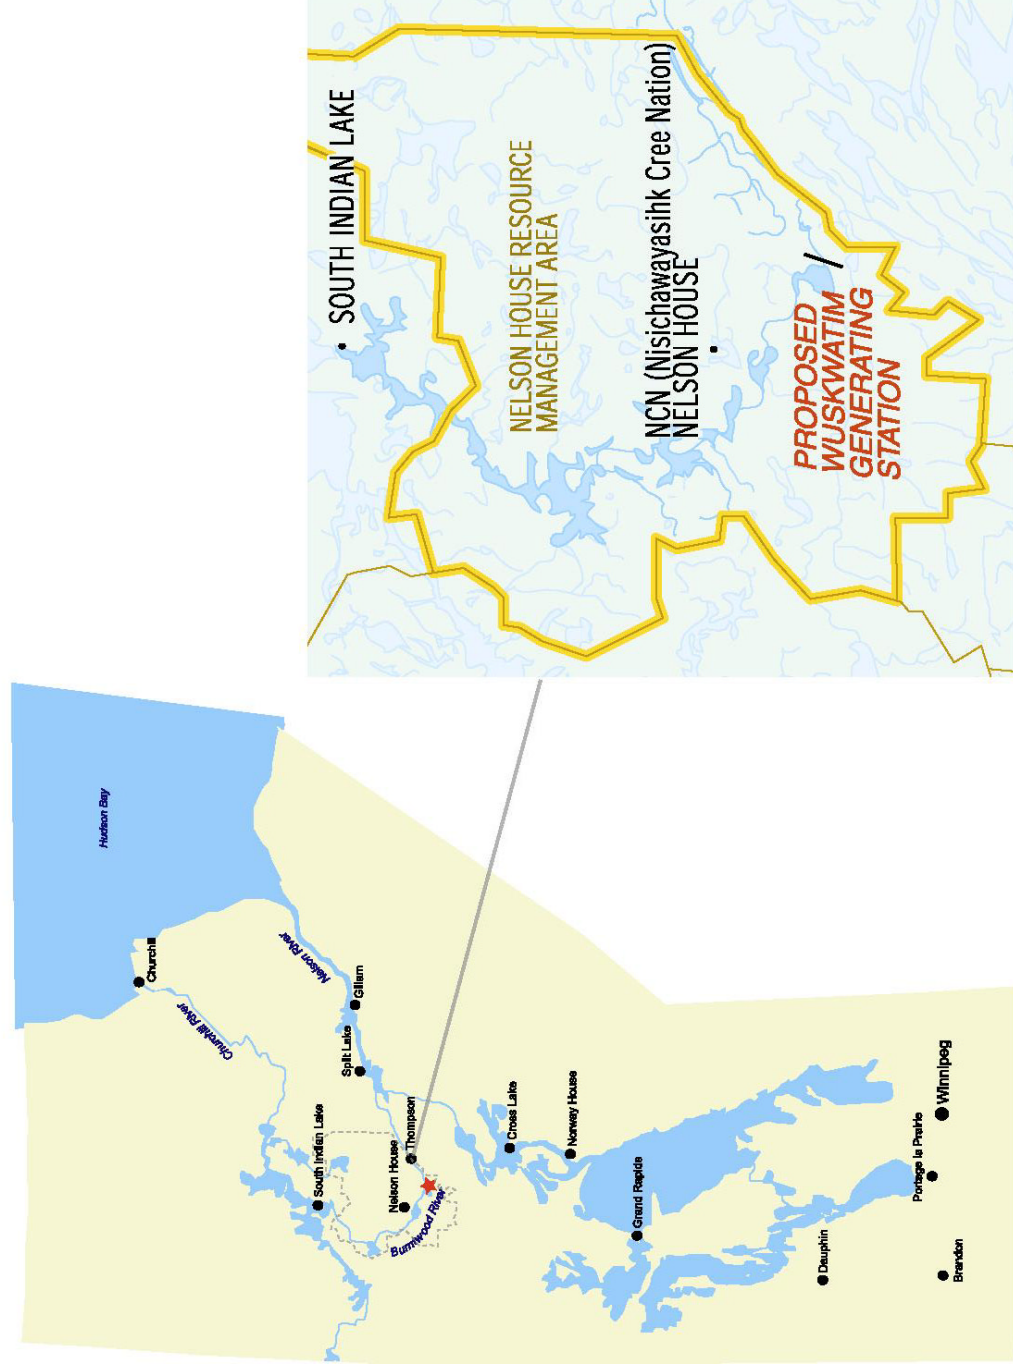 Hudson Bay
Churchill
Churchill River
Nelson River
Gillam
Split Lake
South Indian Lake
Thompson
Nelson House
Burntwood River
Cross Lake
Norway House
Grand Rapids
Dauphin
Portage la Prairie
Winnipeg
Brandon
SOUTH INDIAN LAKE
NELSON HOUSE RESOURCE
MANAGEMENT AREA
NCN (Nisichawayasihk Cree Nation)
NELSON HOUSE
PROPOSED
WUSKWATIM
GENERATING
STATION